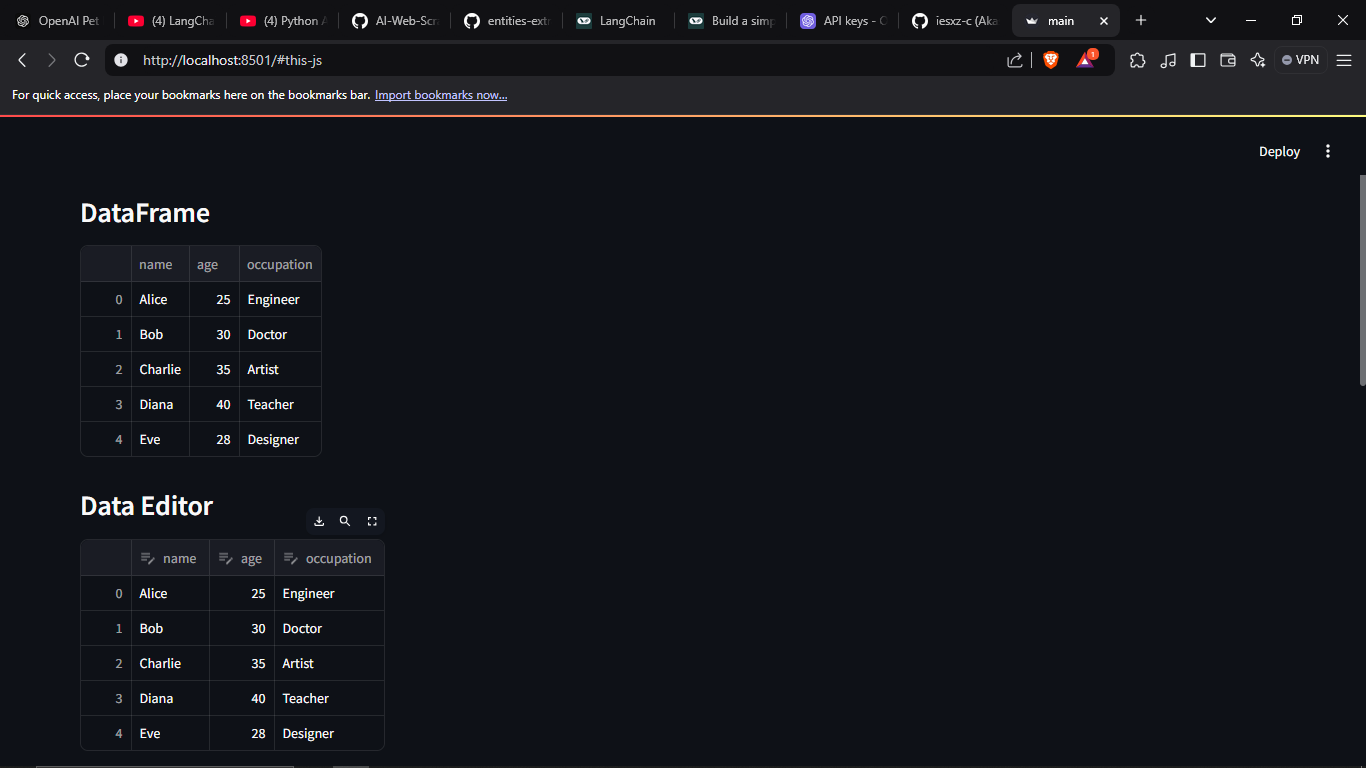 OpenAI Pet (4) LangCha (4) Python A AI-Web-Scr entities-extr LangChain Build a simp API keys - O iesxz-c (Aka main
http://localhost:8501/#this-js 1 VPN
For quick access, place your bookmarks here on the bookmarks bar. Import bookmarks now...
Deploy
DataFrame
name age occupation
0 Alice 25 Engineer
1 Bob 30 Doctor
2 Charlie 35 Artist
3 Diana 40 Teacher
4 Eve 28 Designer
Data Editor
name age occupation
0 Alice 25 Engineer
1 Bob 30 Doctor
2 Charlie 35 Artist
3 Diana 40 Teacher
4 Eve 28 Designer